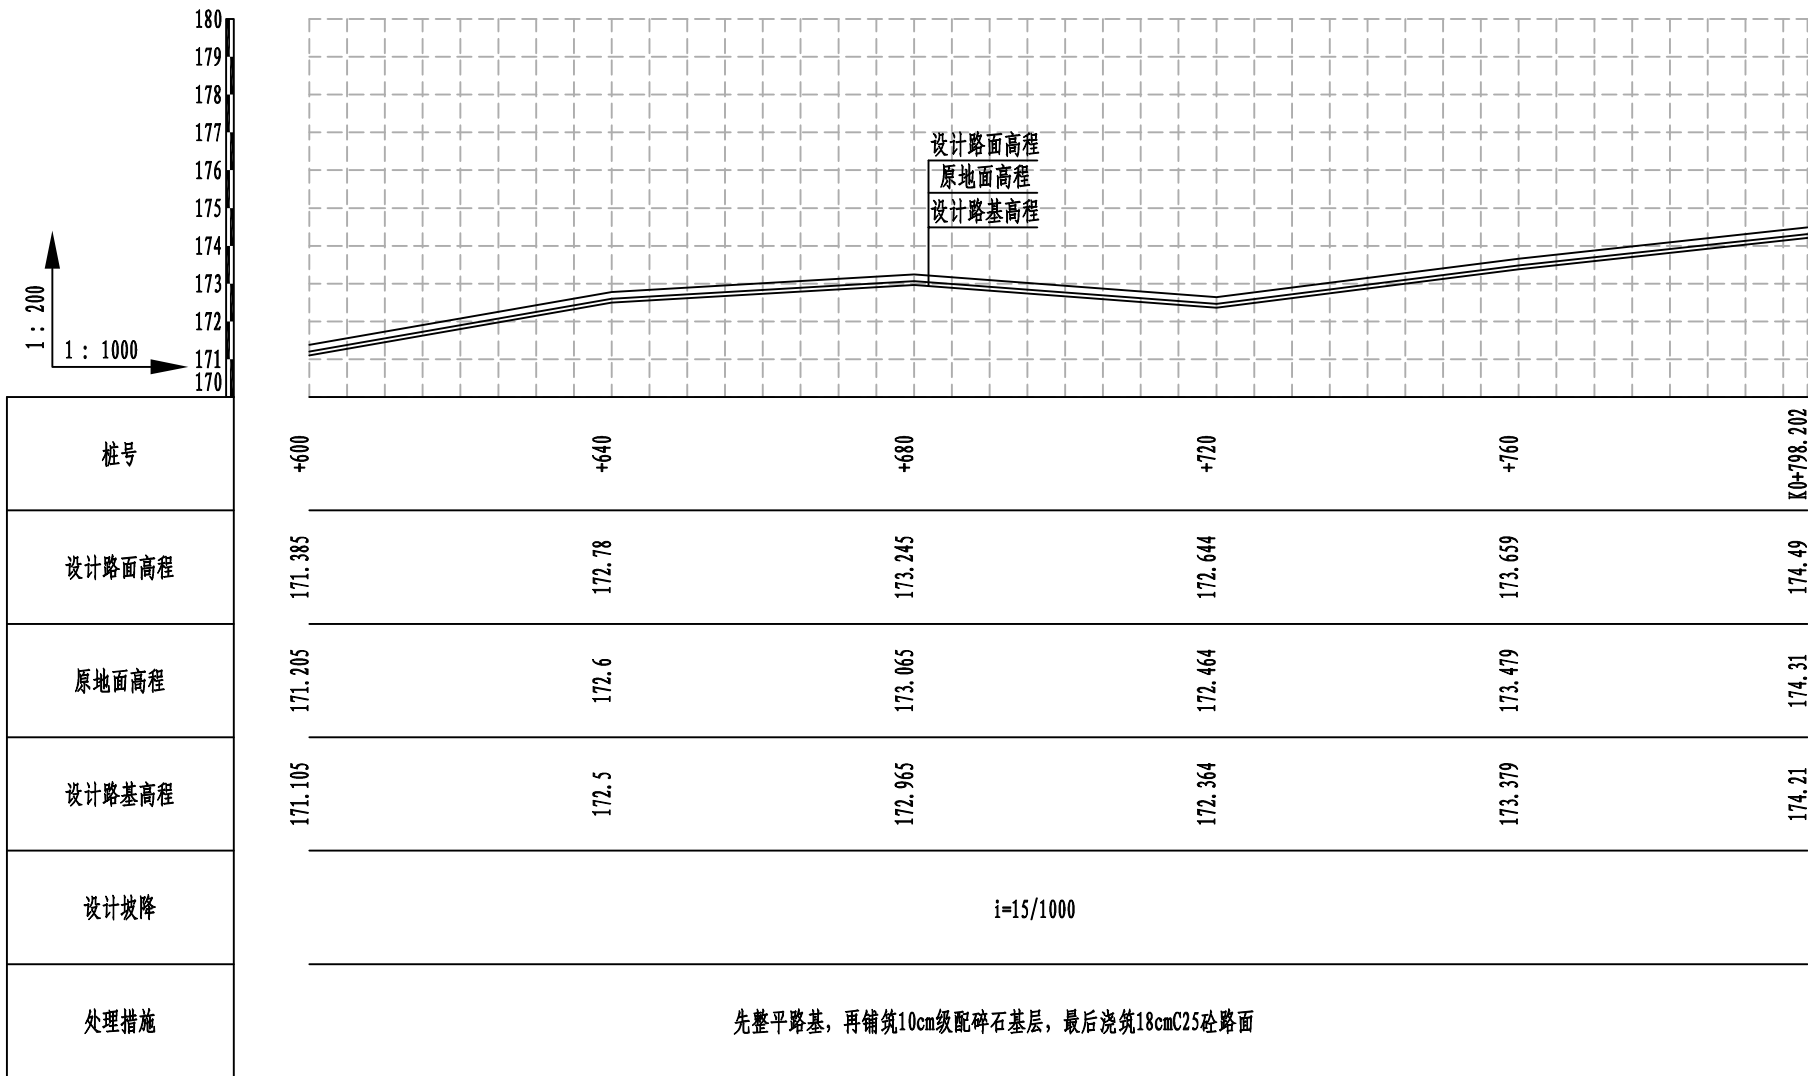 180
179
178
177
176
175
174
173
172
171
170
1: 200
1: 1000
设计路面高程
原地面高程
设计路基高程
桩号 +600 +640 +680 +720 +760 K0+798.202
设计路面高程 171.385 172.78 173.245 172.644 173.659 174.49
原地面高程 171.205 172.6 173.065 172.464 173.479 174.31
设计路基高程 171.105 172.5 172.965 172.364 173.379 174.21
设计坡降 i=15/1000
处理措施 先整平路基，再铺筑10cm级配碎石基层，最后浇筑18cmC25砼路面